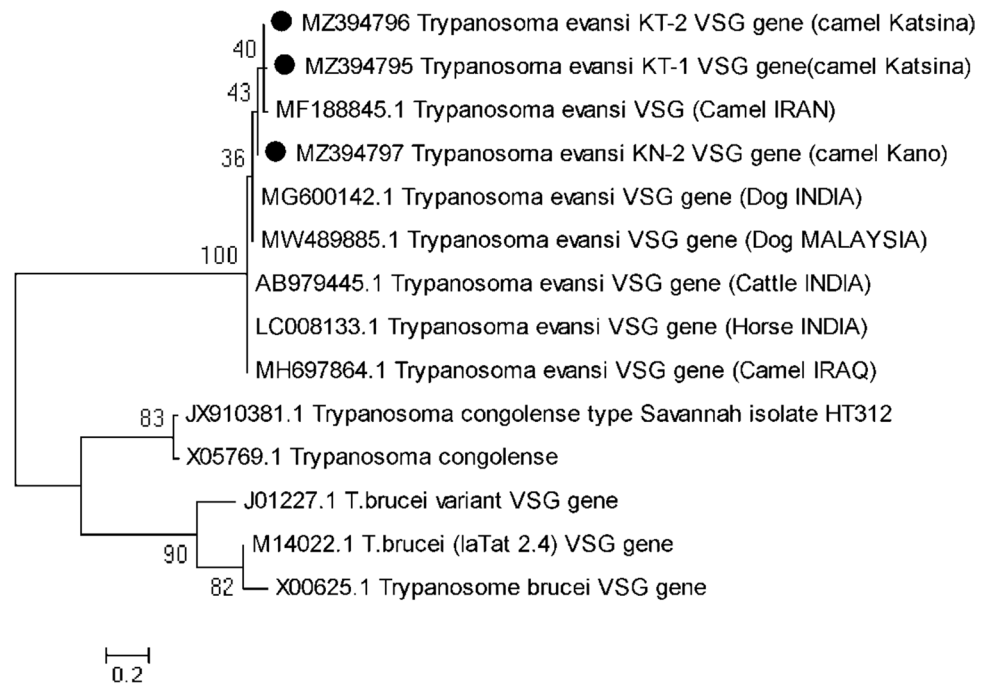 MZ394796 Trypanosoma evansi KT-2 VSG gene (camel Katsina)
40
MZ394795 Trypanosoma evansi KT-1 VSG gene(camel Katsina)
43
MF188845.1 Trypanosoma evansi VSG (Camel IRAN)
36
MZ394797 Trypanosoma evansi KN-2 VSG gene (camel Kano)
MG600142.1 Trypanosoma evansi VSG gene (Dog INDIA)
MW489885.1 Trypanosoma evansi VSG gene (Dog MALAYSIA)
100
AB979445.1 Trypanosoma evansi VSG gene (Cattle INDIA)
LC008133.1 Trypanosoma evansi VSG gene (Horse INDIA)
MH697864.1 Trypanosoma evansi VSG gene (Camel IRAQ)
83
JX910381.1 Trypanosoma congolense type Savannah isolate HT312
X05769.1 Trypanosoma congolense
J01227.1 T.brucei variant VSG gene
90
M14022.1 T.brucei (IaTat 2.4) VSG gene
82
X00625.1 Trypanosome brucei VSG gene
0.2